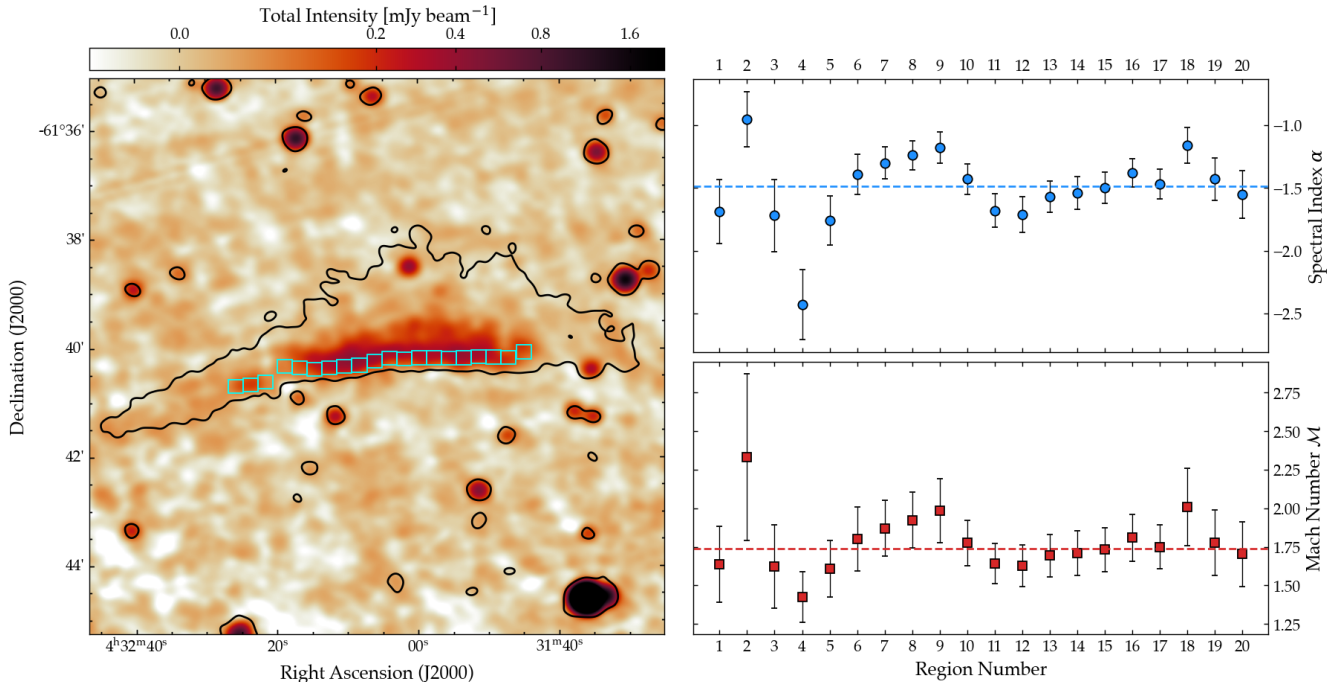 Total Intensity [mJy beam⁻¹]
0.0 0.2 0.4 0.8 1.6
-61°36'
38'
40'
42'
44'
Declination (J2000)
4ʰ32ᵐ40ˢ 20ˢ 00ˢ 31ᵐ40ˢ
Right Ascension (J2000)
1 2 3 4 5 6 7 8 9 10 11 12 13 14 15 16 17 18 19 20
−1.0
−1.5
−2.0
−2.5
Spectral Index α
2.75
2.50
2.25
2.00
1.75
1.50
1.25
Mach Number ℳ
1 2 3 4 5 6 7 8 9 10 11 12 13 14 15 16 17 18 19 20
Region Number